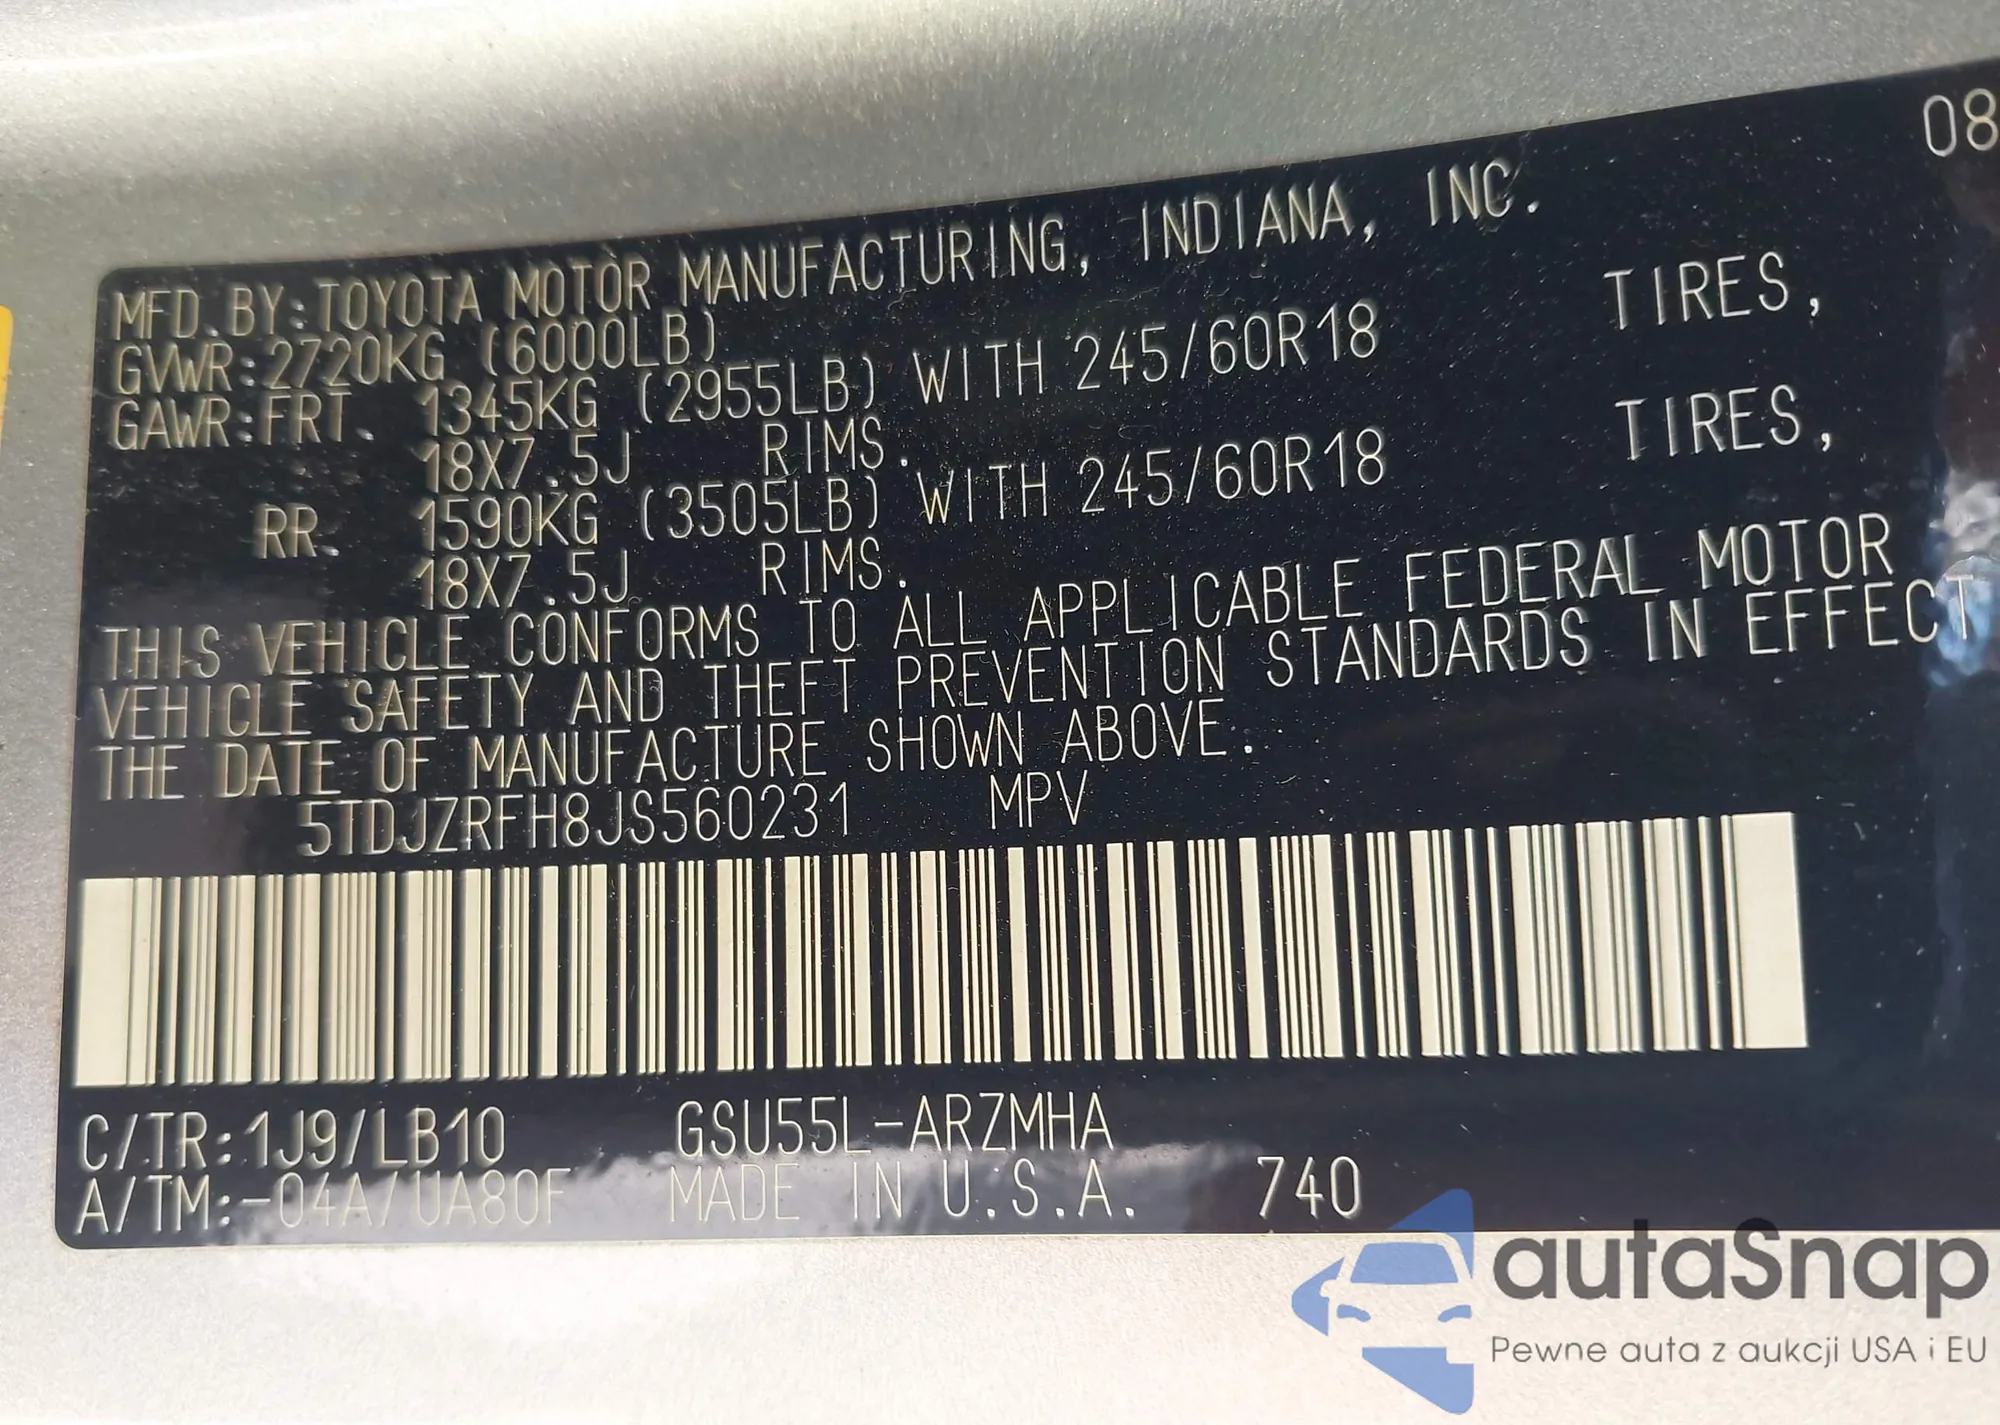 08
MFD.BY:TOYOTA MOTOR MANUFACTURING, INDIANA, INC.
GVWR:2720KG (6000LB)
GAWR:FRT. 1345KG (2955LB) WITH 245/60R18 TIRES,
18X7.5J RIMS.
RR. 1590KG (3505LB) WITH 245/60R18 TIRES,
18X7.5J RIMS.
THIS VEHICLE CONFORMS TO ALL APPLICABLE FEDERAL MOTOR
VEHICLE SAFETY AND THEFT PREVENTION STANDARDS IN EFFECT
THE DATE OF MANUFACTURE SHOWN ABOVE.
5TDJZRFH8JS560231 MPV
C/TR:1J9/LB10 GSU55L-ARZMHA
A/TM:-04A/UA80F MADE IN U.S.A. 740
autaSnap
Pewne auta z aukcji USA i EU